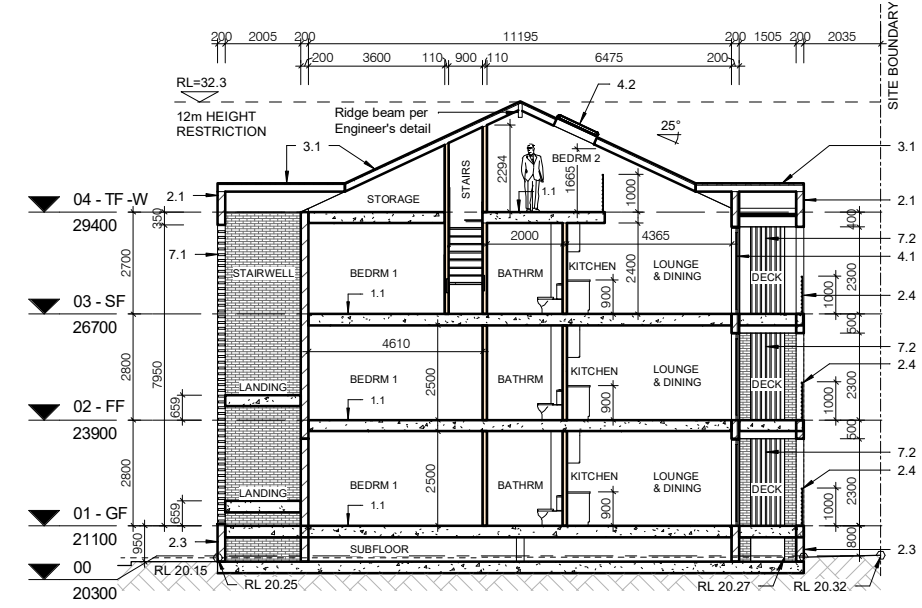 200 2005 200 11195 200 1505 200 2035
200 3600 110 900 110 6475 200
SITE BOUNDARY
RL=32.3
12m HEIGHT
RESTRICTION
Ridge beam per
Engineer's detail
4.2
25°
3.1
3.1
STORAGE
STAIRS
2294
BEDRM 2
1665
1.1
1000
2.1
04 - TF -W
29400
350
2.1
400
2700
7.1
STAIRWELL
BEDRM 1
1.1
2000
BATHRM
KITCHEN
900
2400
4365
LOUNGE
& DINING
DECK
7.2
4.1
1000
2300
2.4
03 - SF
26700
500
2800
7950
4610
LANDING
659
BEDRM 1
1.1
2500
BATHRM
KITCHEN
900
LOUNGE
& DINING
DECK
7.2
2.4
1000
2300
02 - FF
23900
500
2800
LANDING
659
BEDRM 1
1.1
2500
BATHRM
KITCHEN
900
LOUNGE
& DINING
DECK
7.2
2.4
1000
2300
01 - GF
21100
950
2.3
SUBFLOOR
800
2.3
00
20300
RL 20.15
RL 20.25
RL 20.27
RL 20.32